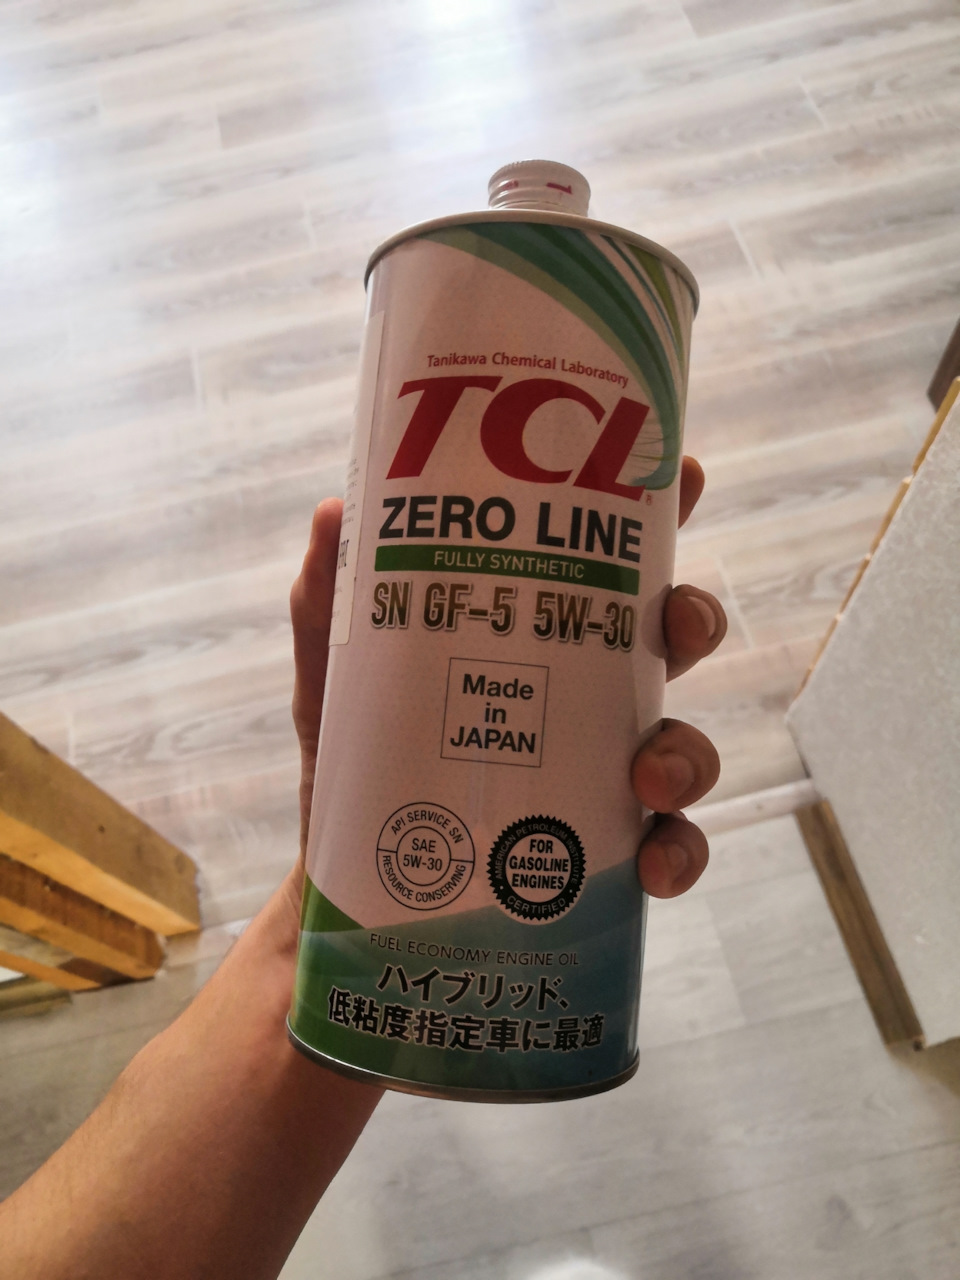 Tanikawa Chemical Laboratory
TCL®
ZERO LINE
FULLY SYNTHETIC
SN GF-5 5W-30
Made
in
JAPAN
API SERVICE SN
SAE
5W-30
RESOURCE CONSERVING
AMERICAN PETROLEUM INSTITUTE
FOR
GASOLINE
ENGINES
CERTIFIED
FUEL ECONOMY ENGINE OIL
ハイブリッド、
低粘度指定車に最適